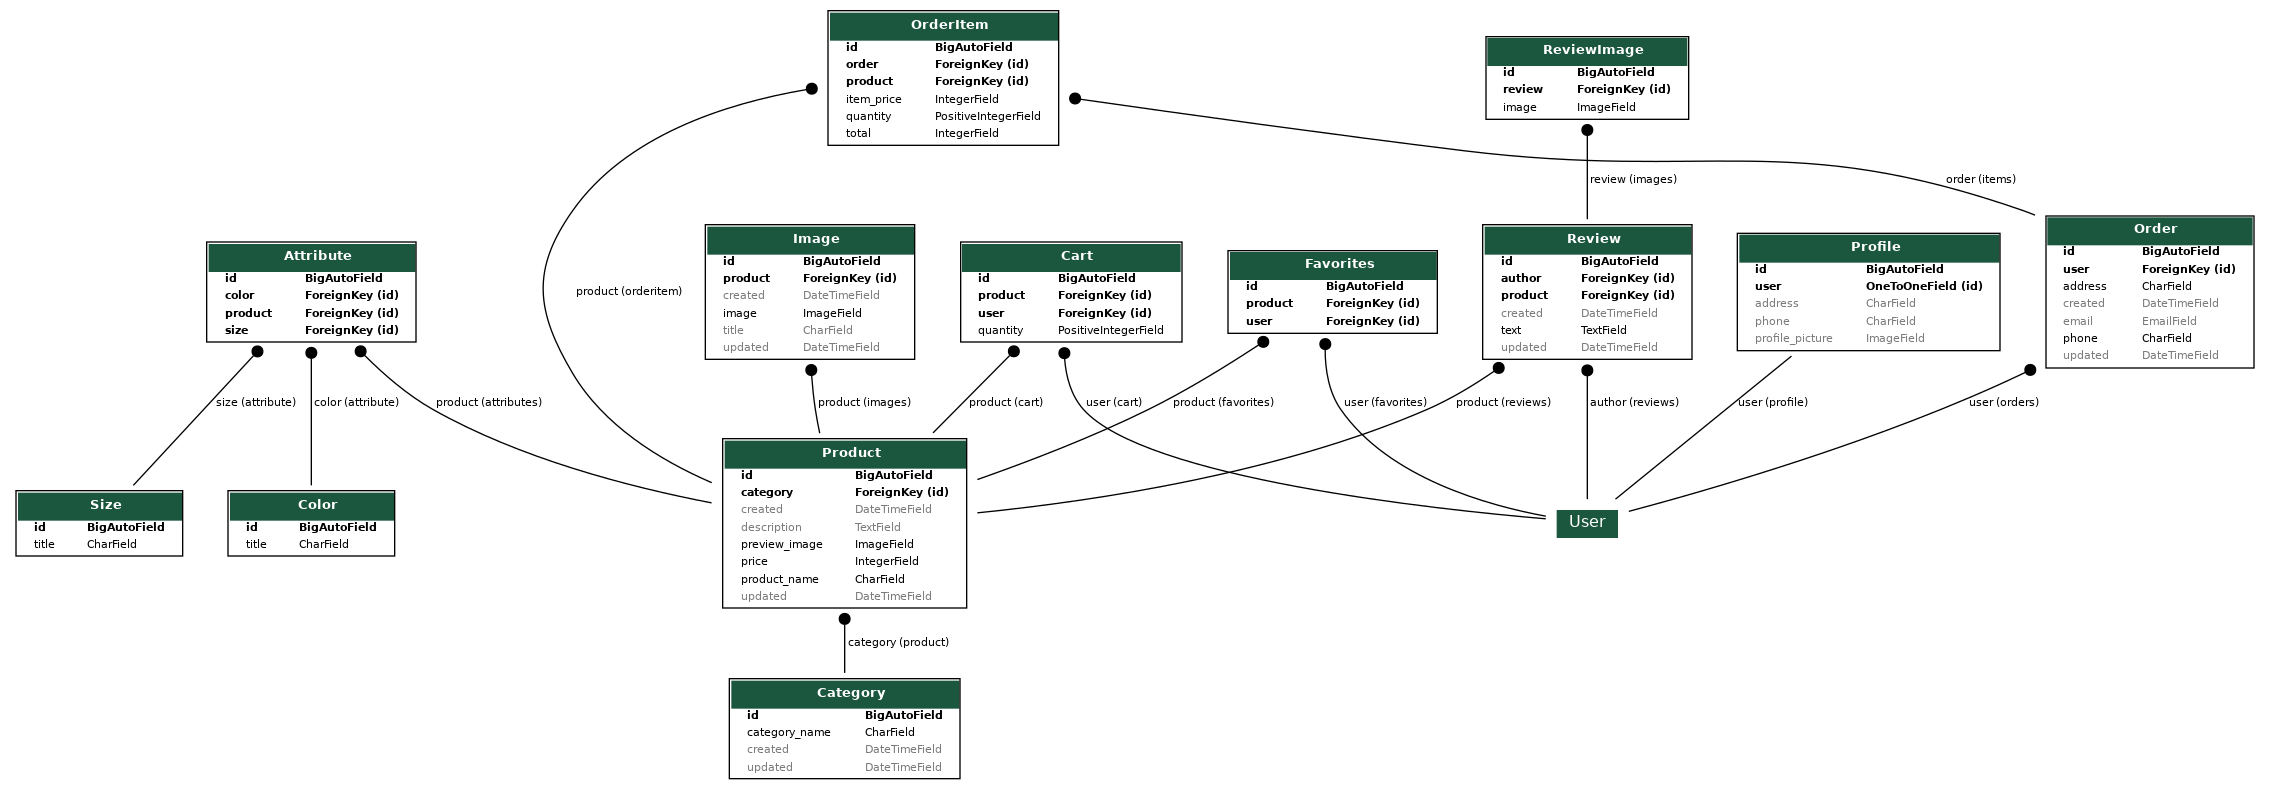 OrderItem
id BigAutoField
order ForeignKey (id)
product ForeignKey (id)
item_price IntegerField
quantity PositiveIntegerField
total IntegerField
ReviewImage
id BigAutoField
review ForeignKey (id)
image ImageField
review (images)
order (items)
product (orderitem)
Attribute
id BigAutoField
color ForeignKey (id)
product ForeignKey (id)
size ForeignKey (id)
Image
id BigAutoField
product ForeignKey (id)
created DateTimeField
image ImageField
title CharField
updated DateTimeField
Cart
id BigAutoField
product ForeignKey (id)
user ForeignKey (id)
quantity PositiveIntegerField
Favorites
id BigAutoField
product ForeignKey (id)
user ForeignKey (id)
Review
id BigAutoField
author ForeignKey (id)
product ForeignKey (id)
created DateTimeField
text TextField
updated DateTimeField
Profile
id BigAutoField
user OneToOneField (id)
address CharField
phone CharField
profile_picture ImageField
Order
id BigAutoField
user ForeignKey (id)
address CharField
created DateTimeField
email EmailField
phone CharField
updated DateTimeField
size (attribute)
color (attribute)
product (attributes)
product (images)
product (cart)
user (cart)
product (favorites)
user (favorites)
product (reviews)
author (reviews)
user (profile)
user (orders)
Size
id BigAutoField
title CharField
Color
id BigAutoField
title CharField
Product
id BigAutoField
category ForeignKey (id)
created DateTimeField
description TextField
preview_image ImageField
price IntegerField
product_name CharField
updated DateTimeField
User
category (product)
Category
id BigAutoField
category_name CharField
created DateTimeField
updated DateTimeField